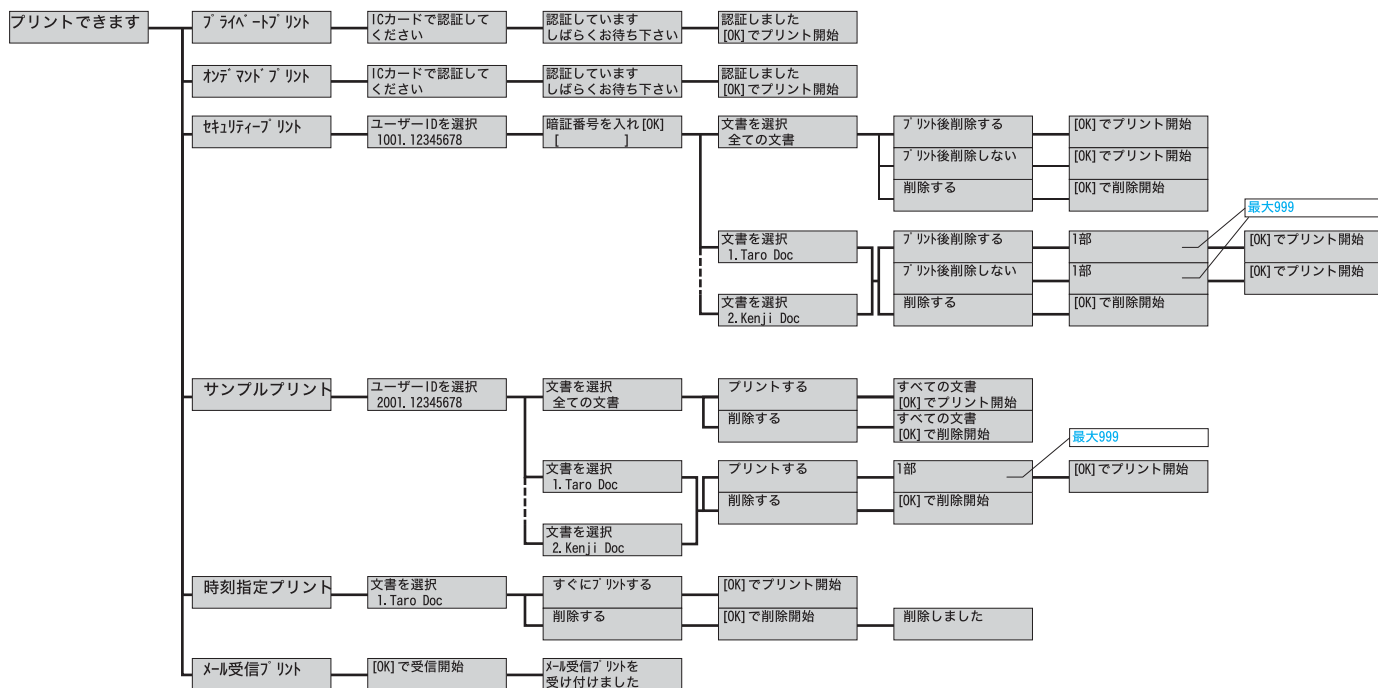 プリントできます
プライベートプリント
ICカードで認証して
ください
認証しています
しばらくお待ち下さい
認証しました
[OK]でプリント開始
オンデマンドプリント
ICカードで認証して
ください
認証しています
しばらくお待ち下さい
認証しました
[OK]でプリント開始
セキュリティープリント
ユーザーIDを選択
1001.12345678
暗証番号を入れ[OK]
[ ]
文書を選択
全ての文書
プリント後削除する
[OK]でプリント開始
プリント後削除しない
[OK]でプリント開始
削除する
[OK]で削除開始
最大999
文書を選択
1.Taro Doc
プリント後削除する
1部
[OK]でプリント開始
プリント後削除しない
1部
[OK]でプリント開始
文書を選択
2.Kenji Doc
削除する
[OK]で削除開始
サンプルプリント
ユーザーIDを選択
2001.12345678
文書を選択
全ての文書
プリントする
すべての文書
[OK]でプリント開始
削除する
すべての文書
[OK]で削除開始
最大999
文書を選択
1.Taro Doc
プリントする
1部
[OK]でプリント開始
削除する
[OK]で削除開始
文書を選択
2.Kenji Doc
時刻指定プリント
文書を選択
1.Taro Doc
すぐにプリントする
[OK]でプリント開始
削除する
[OK]で削除開始
削除しました
メール受信プリント
[OK]で受信開始
メール受信プリントを
受け付けました